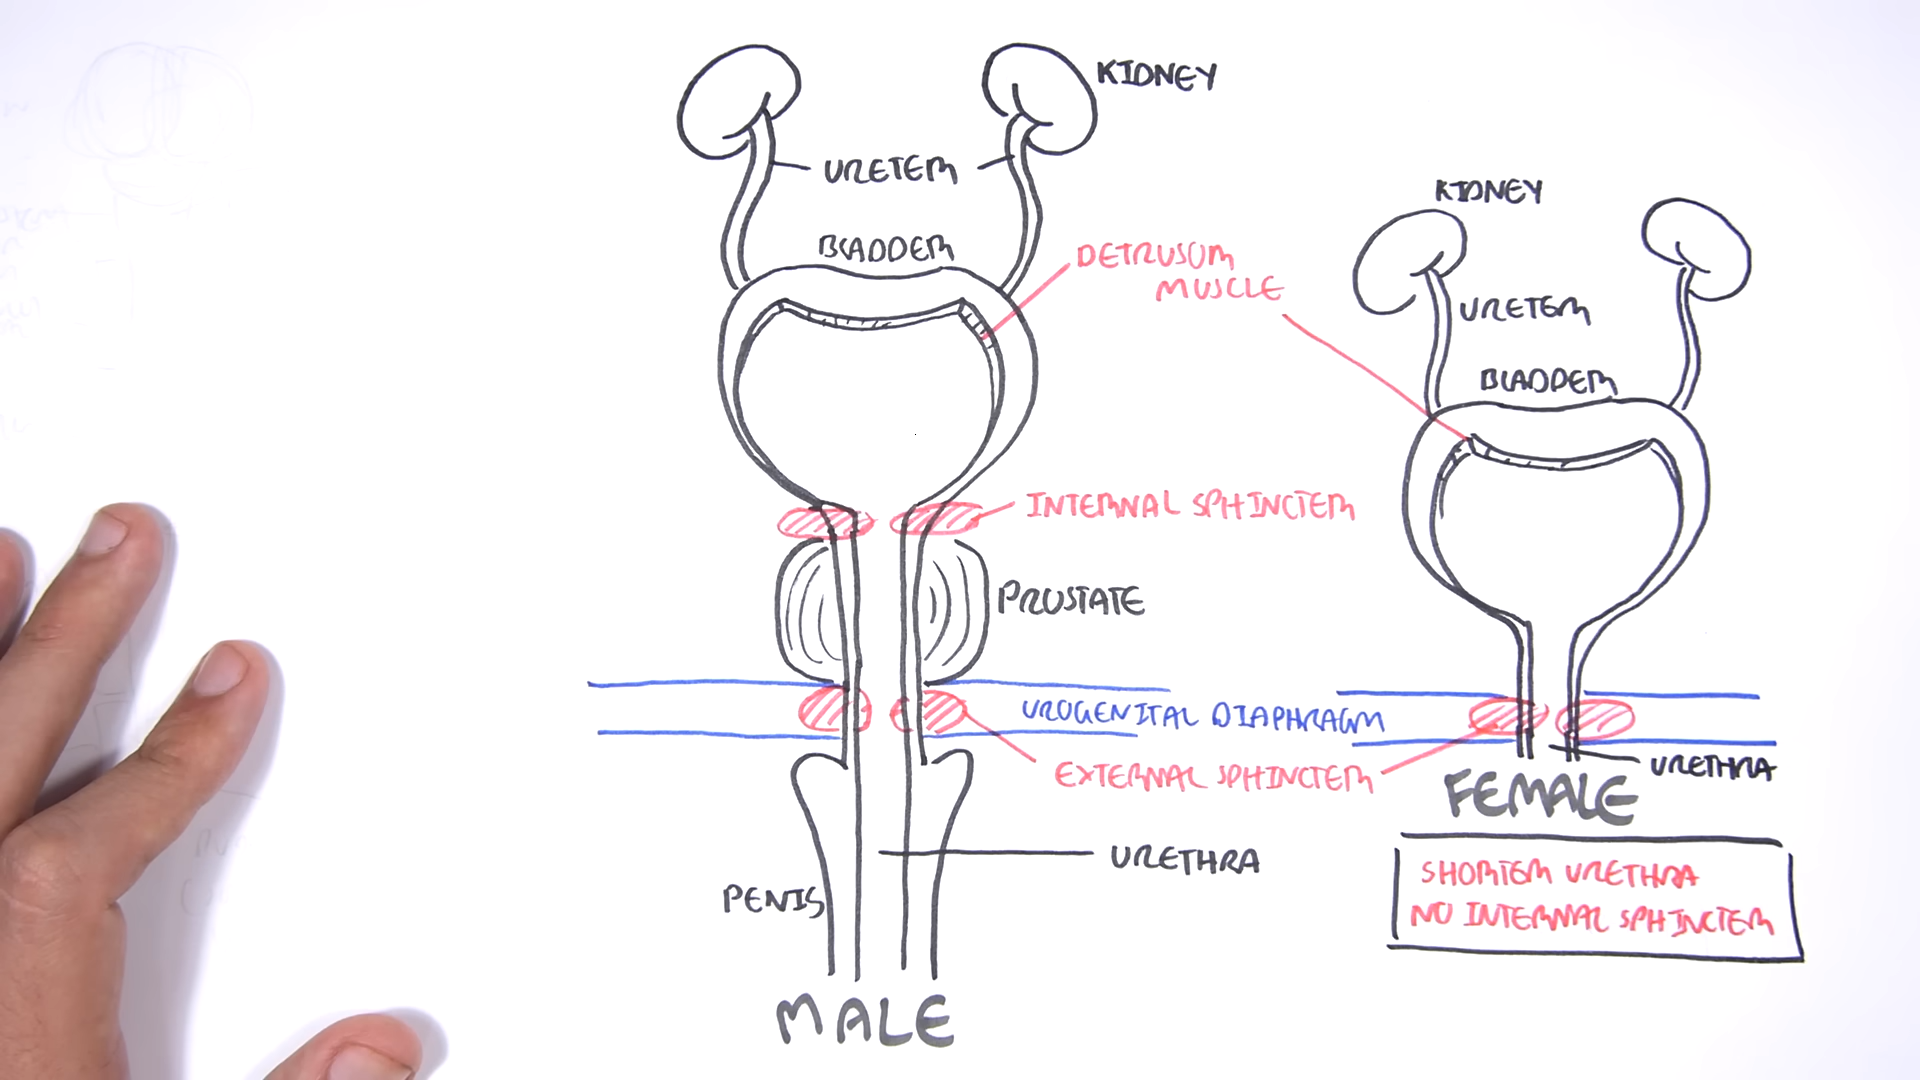 KIDNEY
URETER
BLADDER
DETRUSOR
MUSCLE
INTERNAL SPHINCTER
PROSTATE
UROGENITAL DIAPHRAGM
EXTERNAL SPHINCTER
URETHRA
PENIS
MALE
KIDNEY
URETER
BLADDER
URETHRA
FEMALE
SHORTER URETHRA
NO INTERNAL SPHINCTER